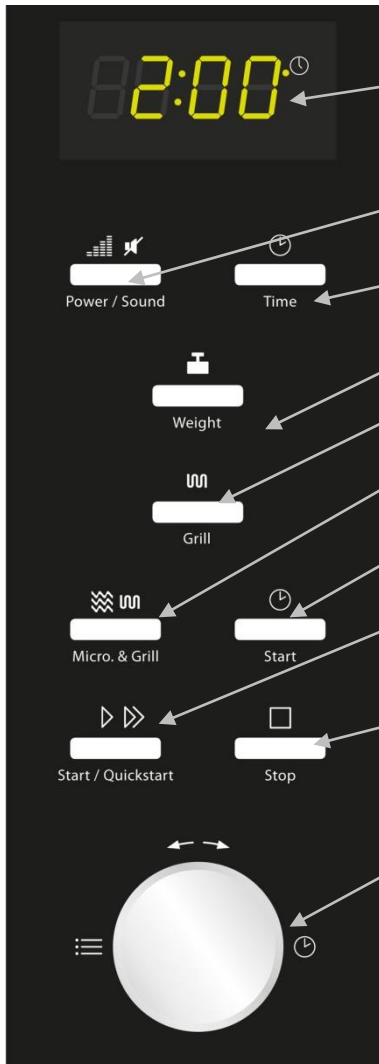 2:00
Power / Sound
Time
Weight
Grill
Micro. & Grill
Start
Start / Quickstart
Stop